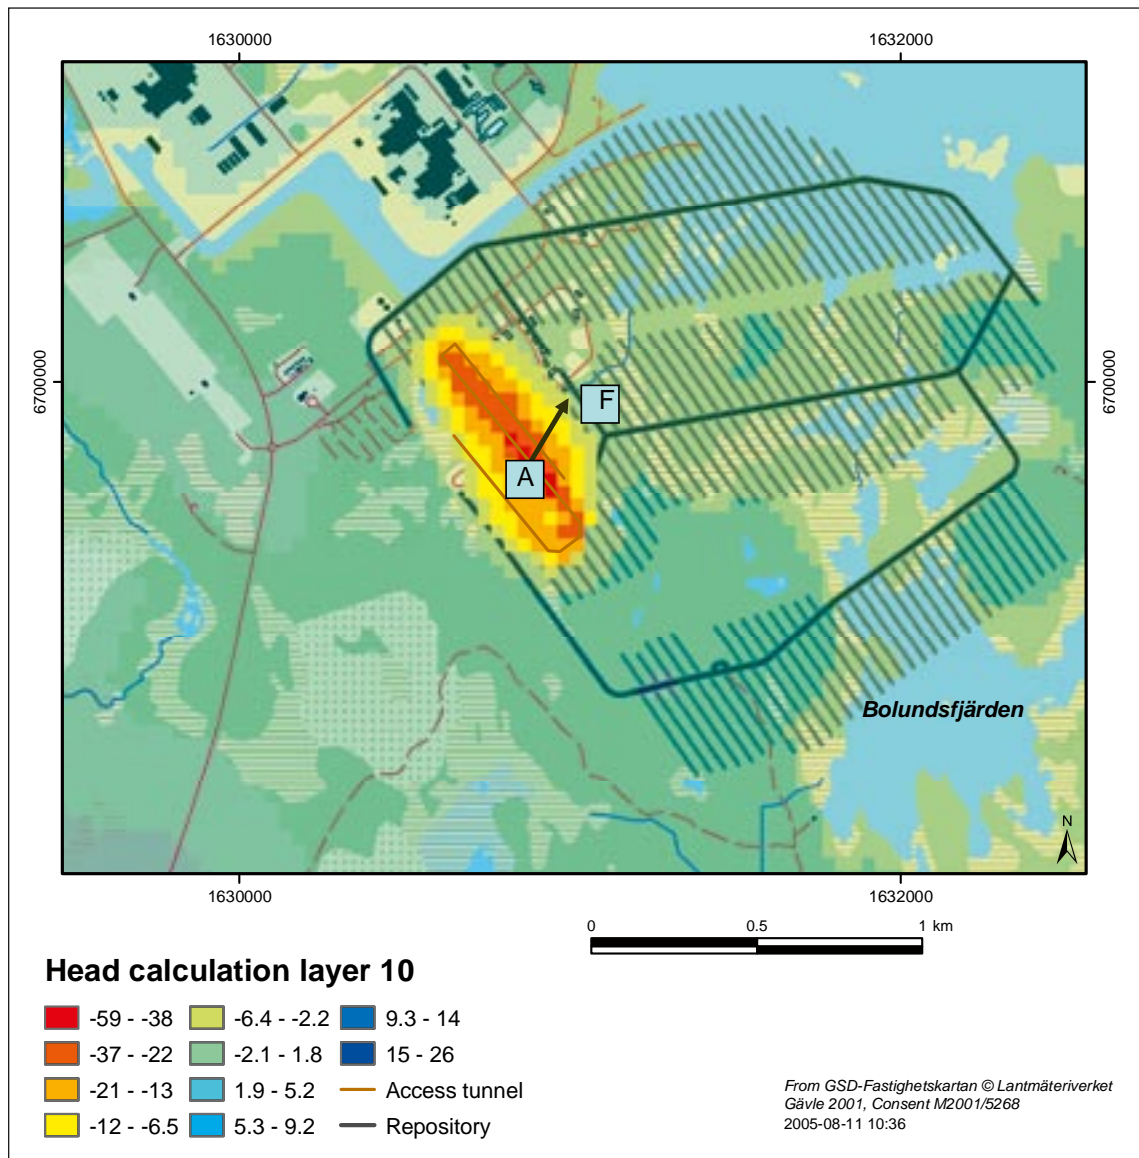 1630000 1632000
6700000 6700000
F
A
Bolundsfjärden
N
1630000 1632000
0 0.5 1 km
Head calculation layer 10
-59 - -38 -6.4 - -2.2 9.3 - 14
-37 - -22 -2.1 - 1.8 15 - 26
-21 - -13 1.9 - 5.2 Access tunnel
-12 - -6.5 5.3 - 9.2 Repository
From GSD-Fastighetskartan © Lantmäteriverket
Gävle 2001, Consent M2001/5268
2005-08-11 10:36